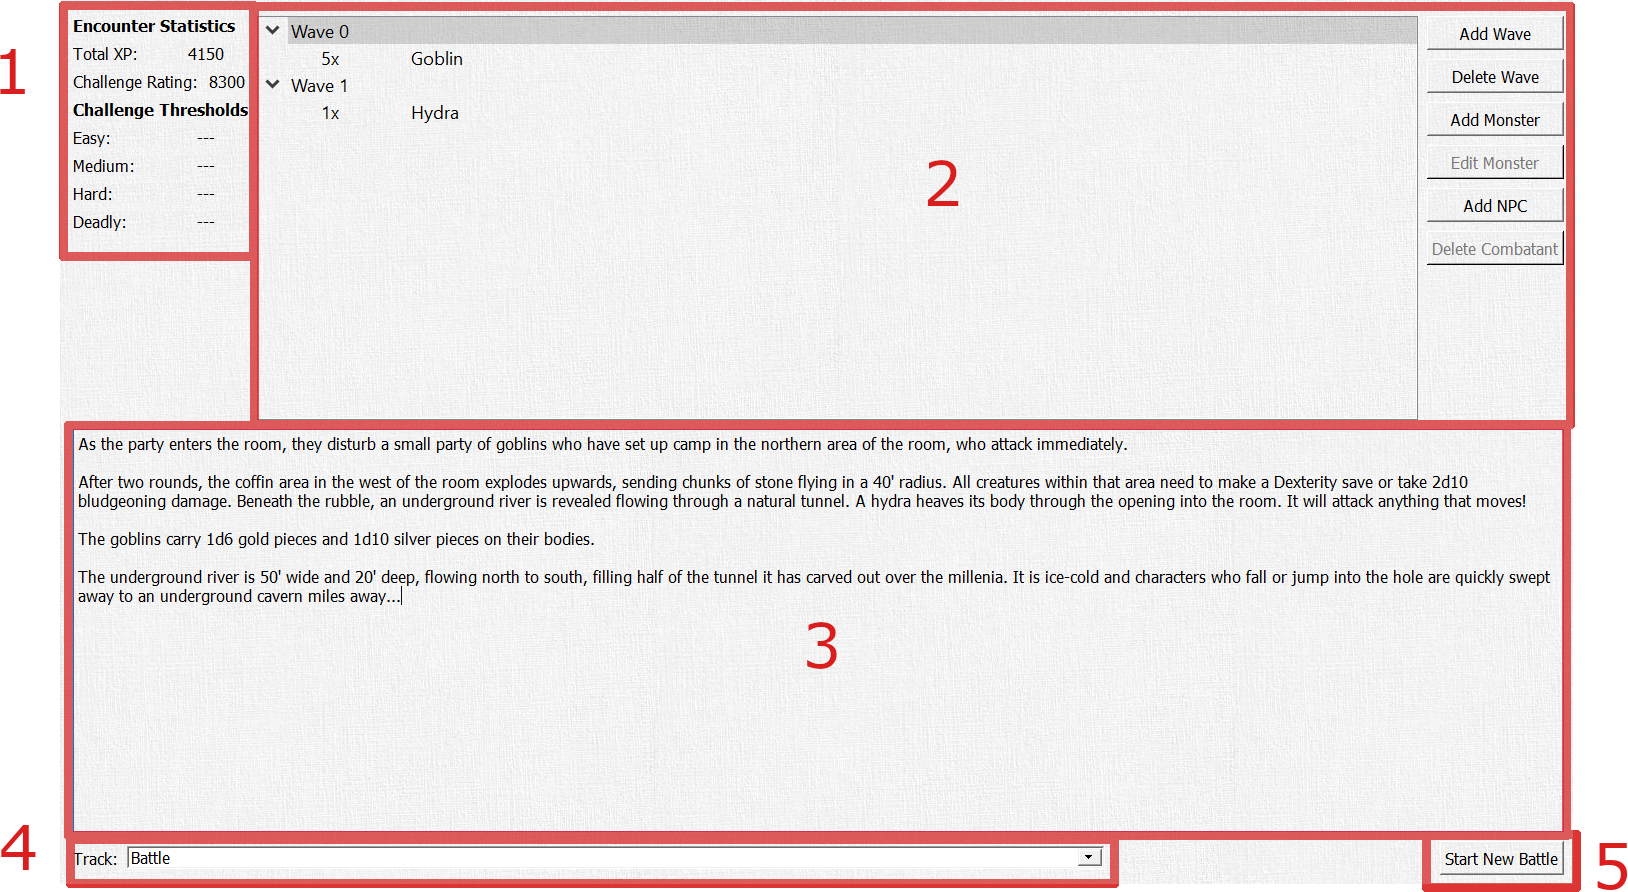 1
Encounter Statistics
Total XP: 4150
Challenge Rating: 8300
Challenge Thresholds
Easy: ---
Medium: ---
Hard: ---
Deadly: ---
2
Wave 0
5x Goblin
Wave 1
1x Hydra
Add Wave
Delete Wave
Add Monster
Edit Monster
Add NPC
Delete Combatant
3
As the party enters the room, they disturb a small party of goblins who have set up camp in the northern area of the room, who attack immediately.
After two rounds, the coffin area in the west of the room explodes upwards, sending chunks of stone flying in a 40' radius. All creatures within that area need to make a Dexterity save or take 2d10
bludgeoning damage. Beneath the rubble, an underground river is revealed flowing through a natural tunnel. A hydra heaves its body through the opening into the room. It will attack anything that moves!
The goblins carry 1d6 gold pieces and 1d10 silver pieces on their bodies.
The underground river is 50' wide and 20' deep, flowing north to south, filling half of the tunnel it has carved out over the millenia. It is ice-cold and characters who fall or jump into the hole are quickly swept
away to an underground cavern miles away...
4
Track: Battle
Start New Battle
5